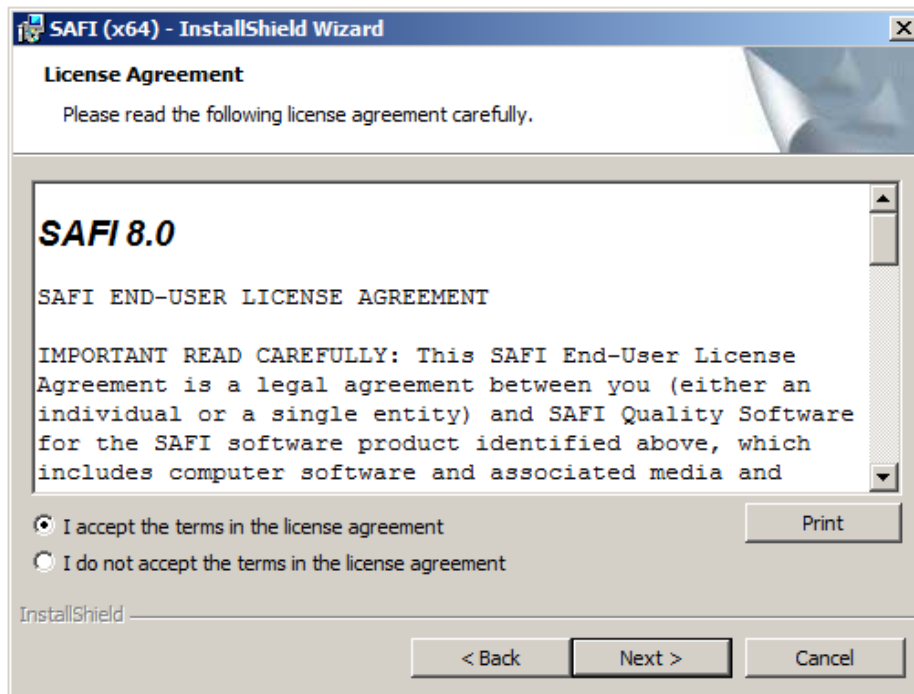 SAFI (x64) - InstallShield Wizard
License Agreement
Please read the following license agreement carefully.
SAFI 8.0
SAFI END-USER LICENSE AGREEMENT
IMPORTANT READ CAREFULLY: This SAFI End-User License
Agreement is a legal agreement between you (either an
individual or a single entity) and SAFI Quality Software
for the SAFI software product identified above, which
includes computer software and associated media and
I accept the terms in the license agreement
Print
I do not accept the terms in the license agreement
InstallShield
< Back
Next >
Cancel